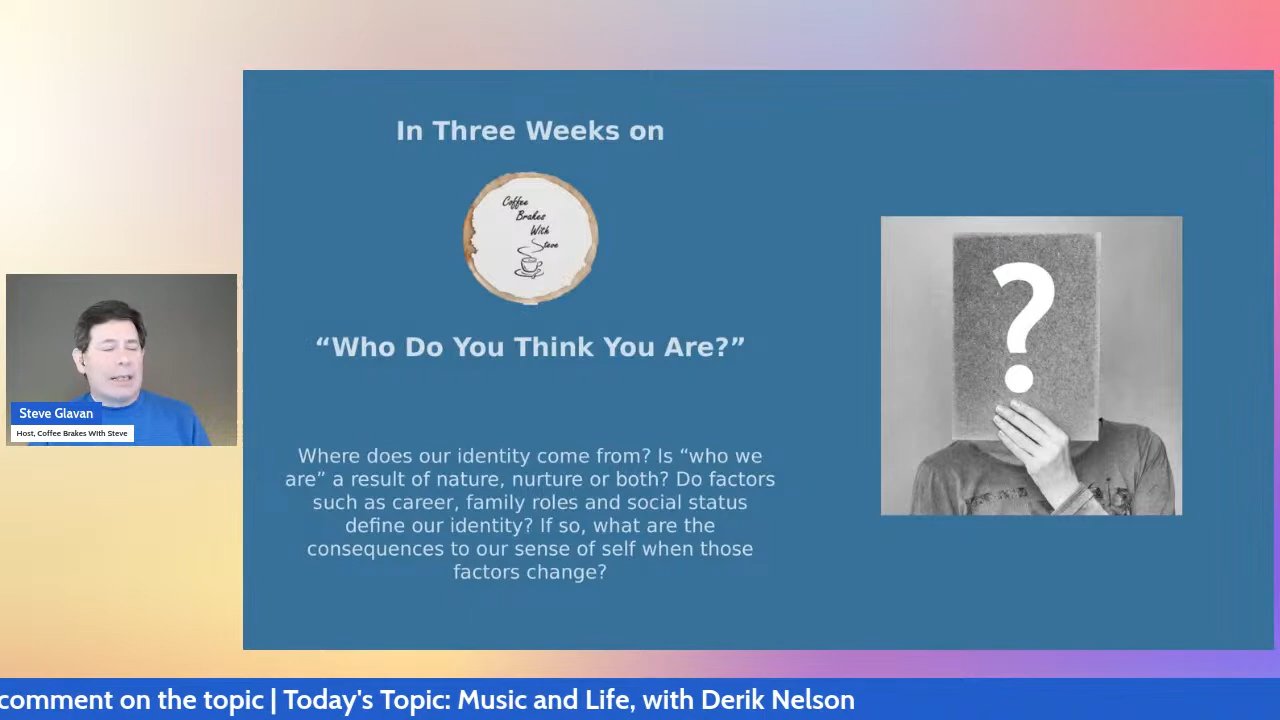 In Three Weeks on
Coffee
Brakes
With
Steve
“Who Do You Think You Are?”
?
Where does our identity come from? Is “who we
are” a result of nature, nurture or both? Do factors
such as career, family roles and social status
define our identity? If so, what are the
consequences to our sense of self when those
factors change?
Steve Glavan
Host, Coffee Brakes With Steve
comment on the topic | Today's Topic: Music and Life, with Derik Nelson